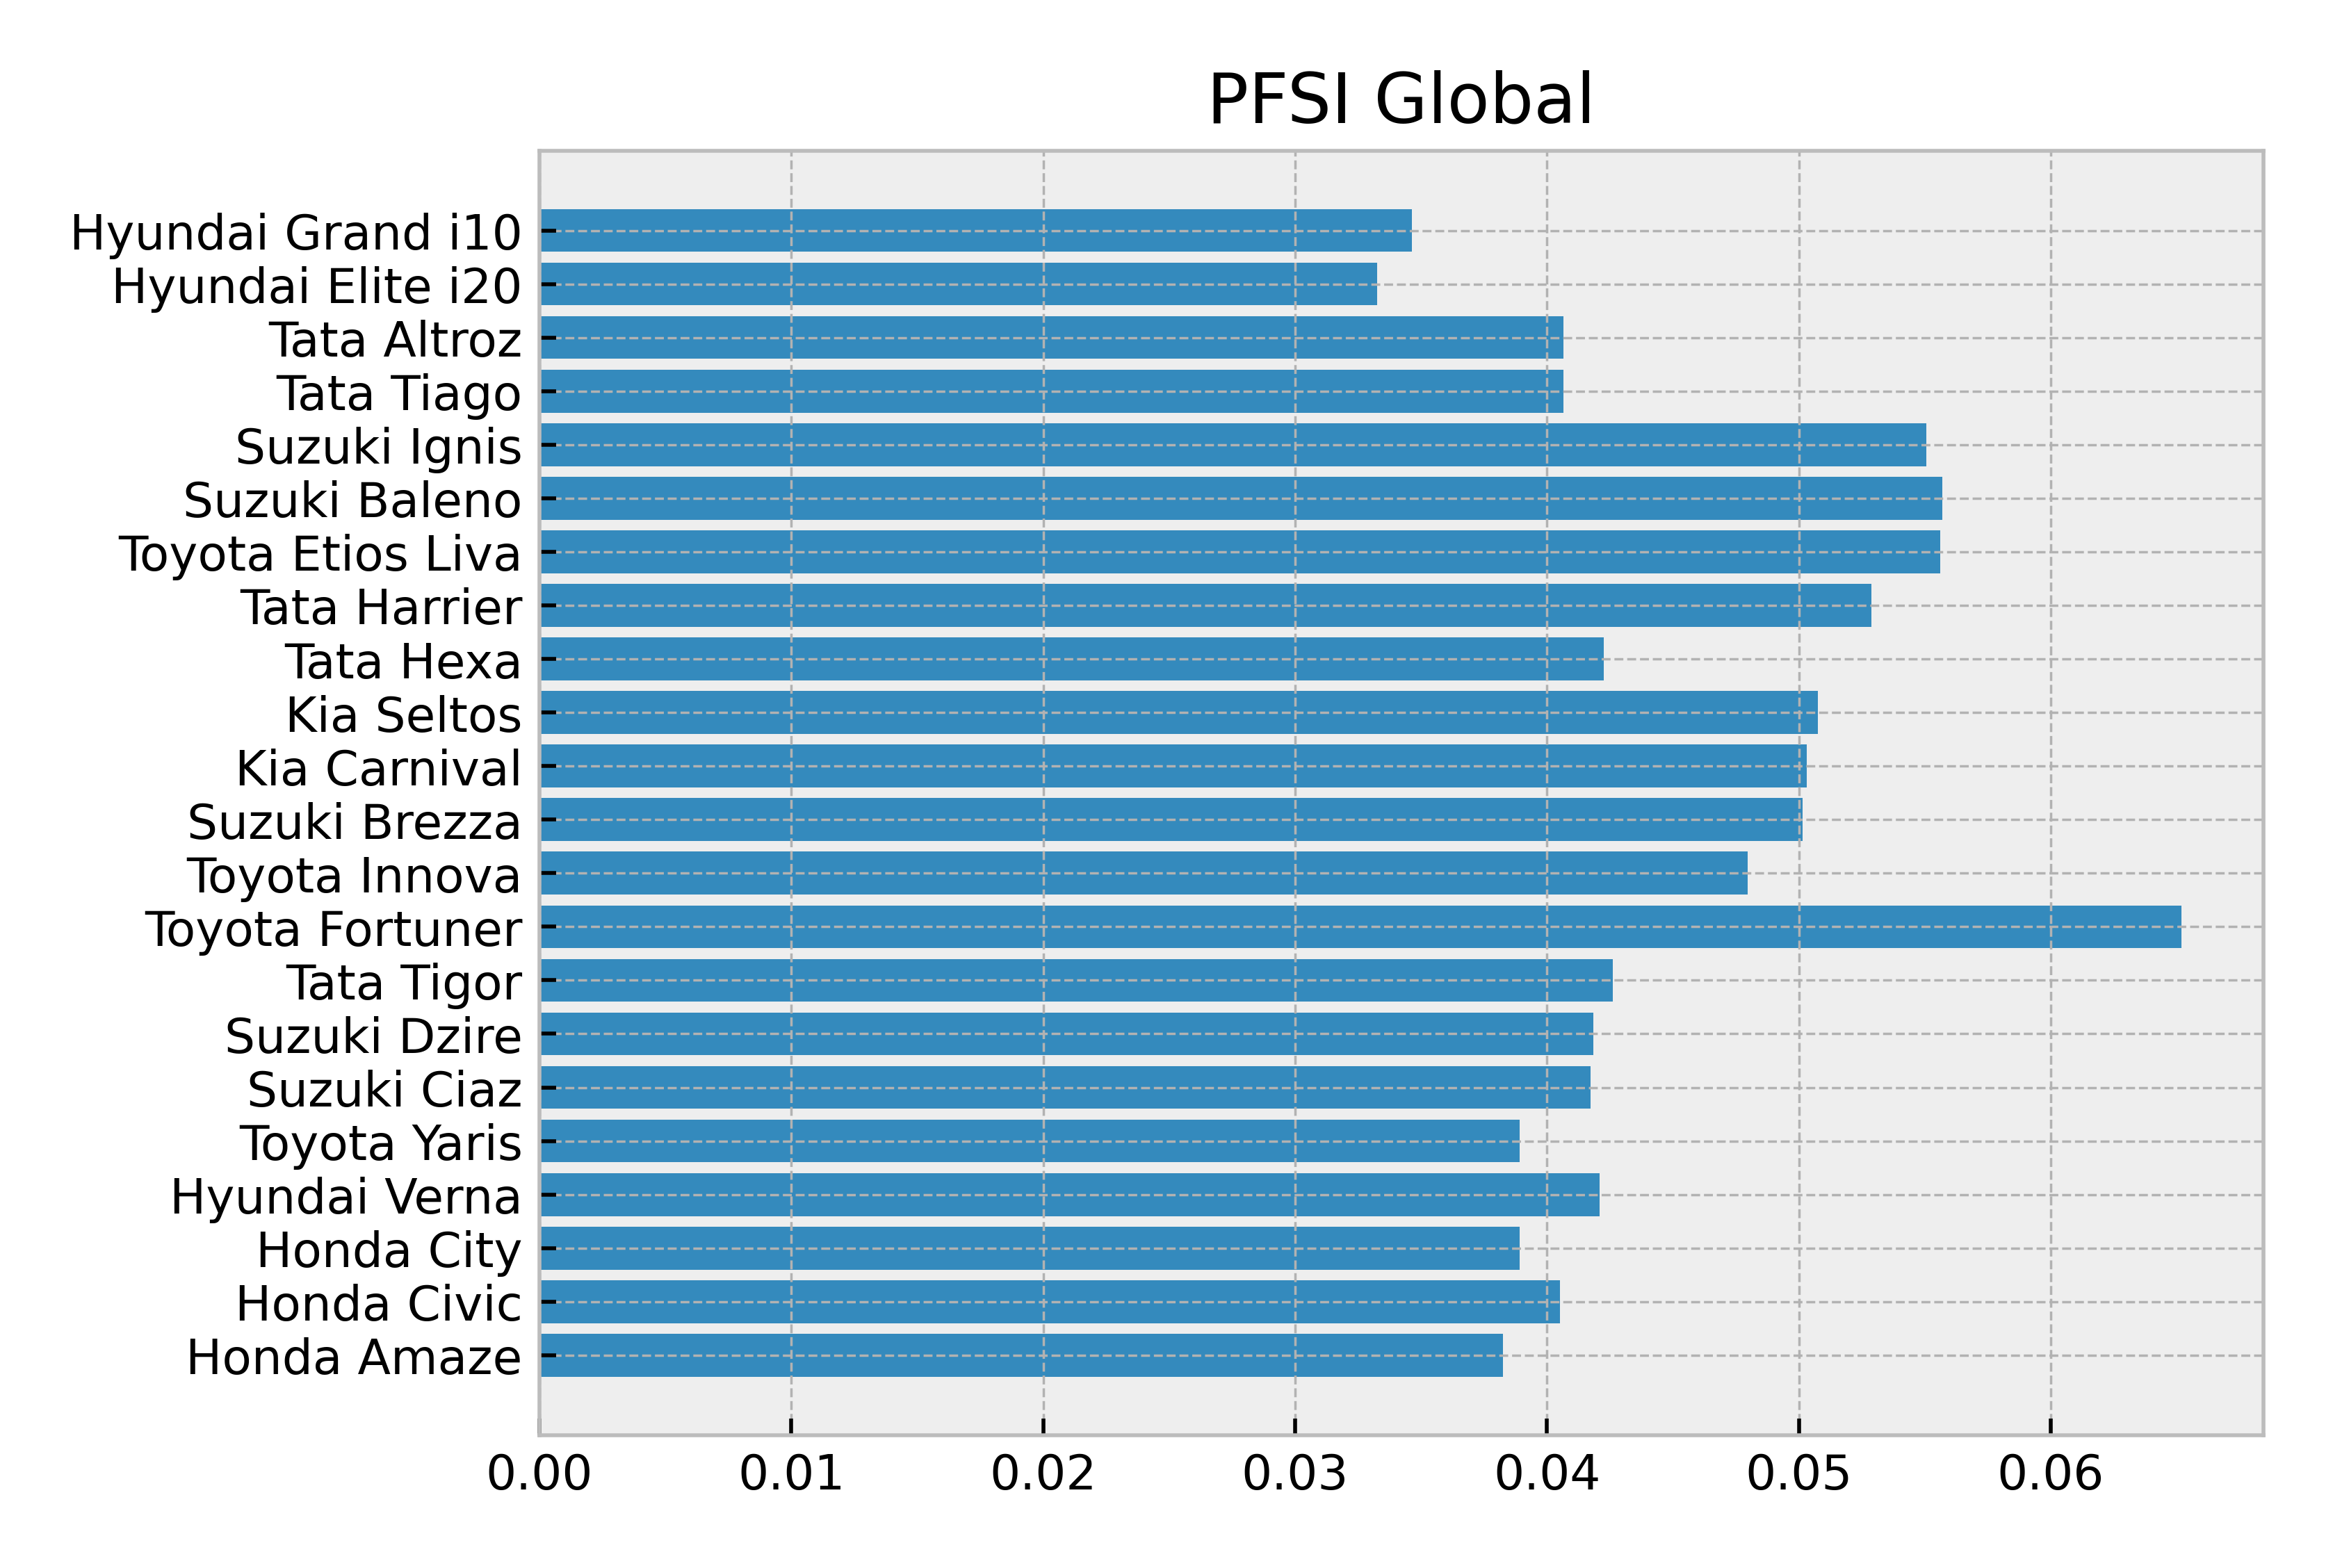 PFSI Global
Hyundai Grand i10
Hyundai Elite i20
Tata Altroz
Tata Tiago
Suzuki Ignis
Suzuki Baleno
Toyota Etios Liva
Tata Harrier
Tata Hexa
Kia Seltos
Kia Carnival
Suzuki Brezza
Toyota Innova
Toyota Fortuner
Tata Tigor
Suzuki Dzire
Suzuki Ciaz
Toyota Yaris
Hyundai Verna
Honda City
Honda Civic
Honda Amaze
0.00 0.01 0.02 0.03 0.04 0.05 0.06